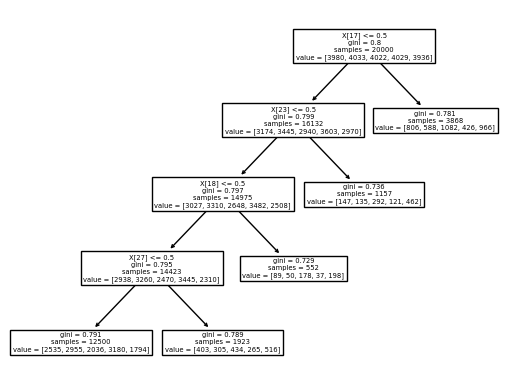 X[17] <= 0.5
gini = 0.8
samples = 20000
value = [3980, 4033, 4022, 4029, 3936]
X[23] <= 0.5
gini = 0.799
samples = 16132
value = [3174, 3445, 2940, 3603, 2970]
gini = 0.781
samples = 3868
value = [806, 588, 1082, 426, 966]
X[18] <= 0.5
gini = 0.797
samples = 14975
value = [3027, 3310, 2648, 3482, 2508]
gini = 0.736
samples = 1157
value = [147, 135, 292, 121, 462]
X[27] <= 0.5
gini = 0.795
samples = 14423
value = [2938, 3260, 2470, 3445, 2310]
gini = 0.729
samples = 552
value = [89, 50, 178, 37, 198]
gini = 0.791
samples = 12500
value = [2535, 2955, 2036, 3180, 1794]
gini = 0.789
samples = 1923
value = [403, 305, 434, 265, 516]